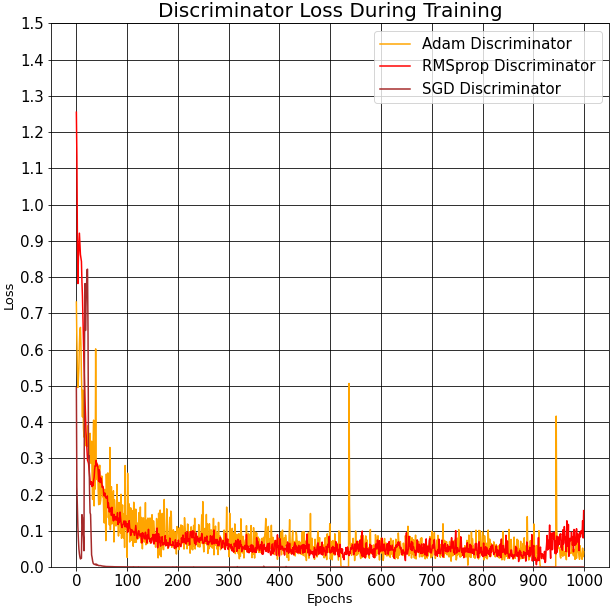 Discriminator Loss During Training
Adam Discriminator
RMSprop Discriminator
SGD Discriminator
1.5
1.4
1.3
1.2
1.1
1.0
0.9
0.8
0.7
0.6
0.5
0.4
0.3
0.2
0.1
0.0
Loss
0 100 200 300 400 500 600 700 800 900 1000
Epochs